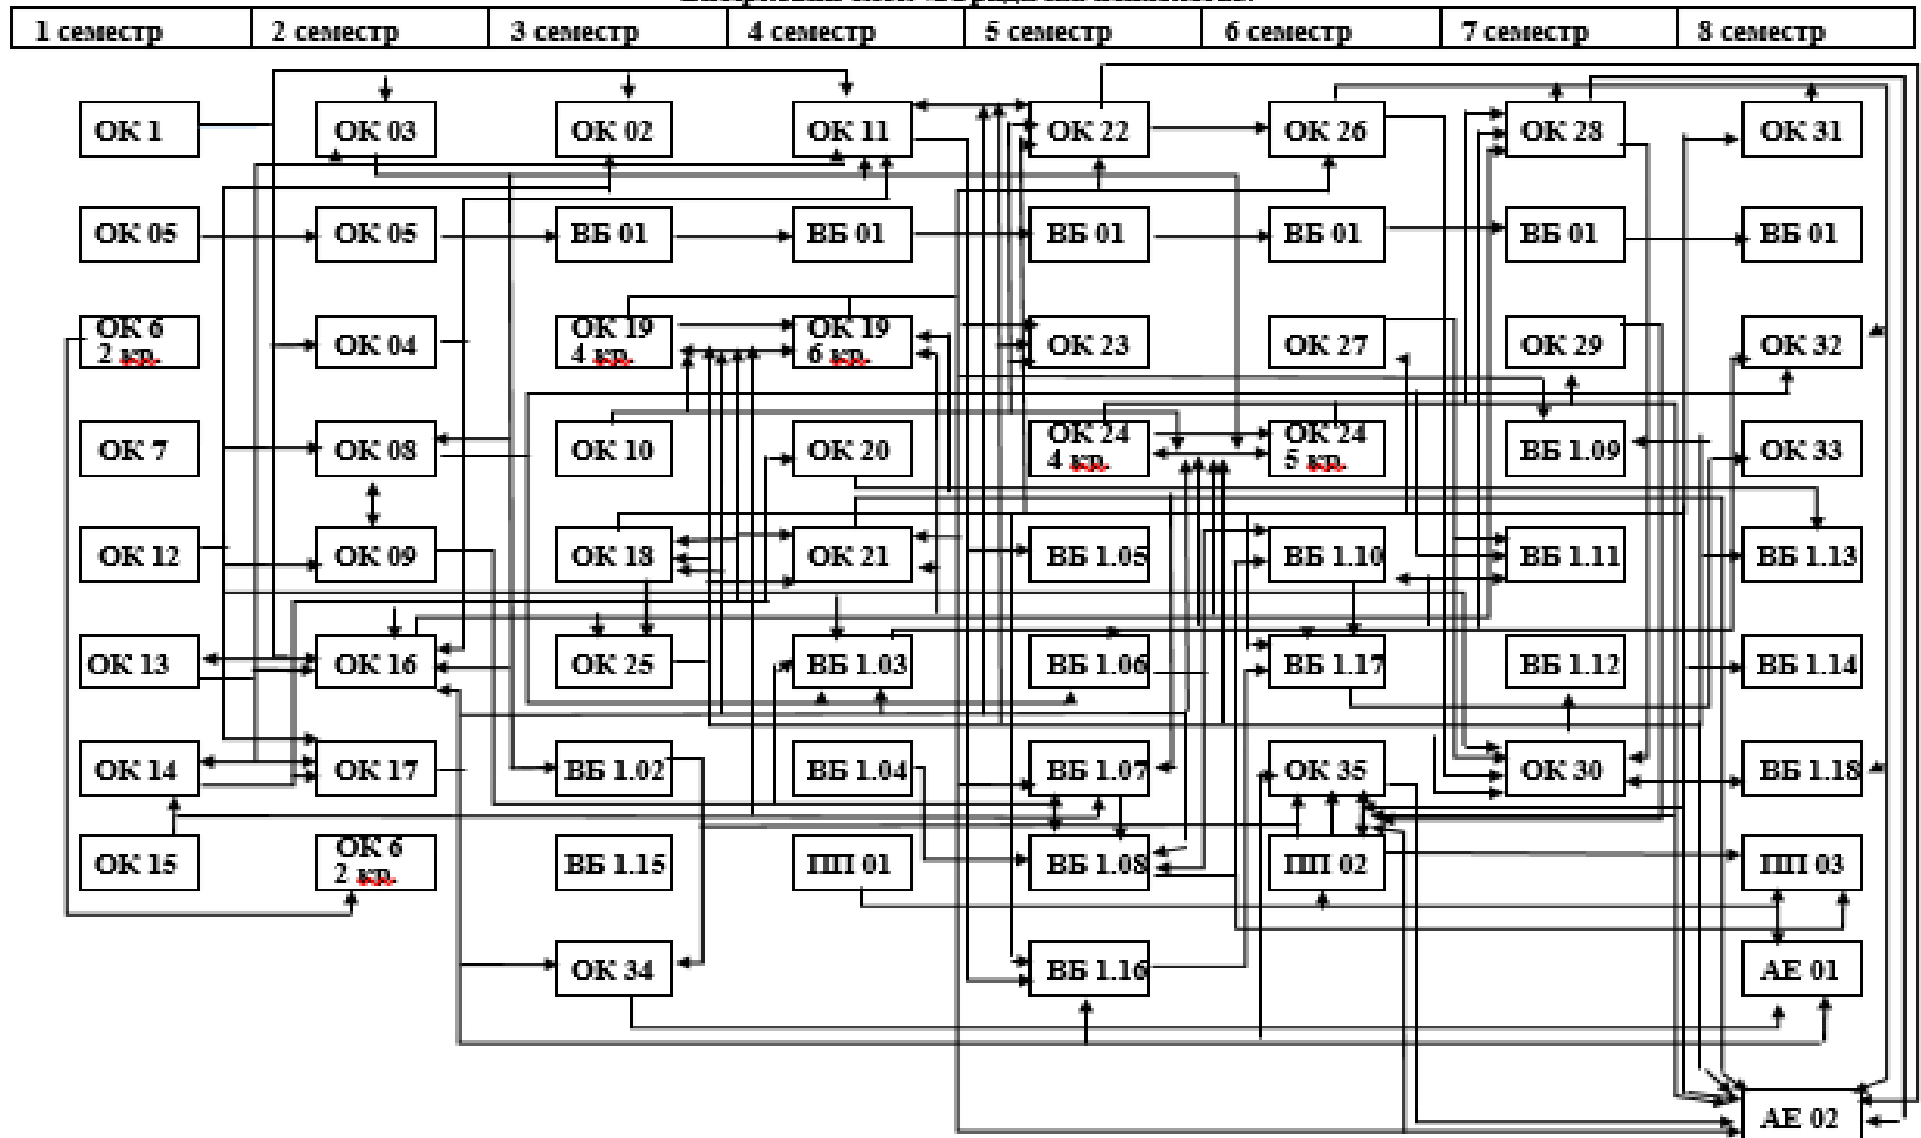 1 семестр 2 семестр 3 семестр 4 семестр 5 семестр 6 семестр 7 семестр 8 семестр
ОК 1 ОК 03 ОК 02 ОК 11 ОК 22 ОК 26 ОК 28 ОК 31
ОК 05 ОК 05 ВБ 01 ВБ 01 ВБ 01 ВБ 01 ВБ 01 ВБ 01
ОК 6 ОК 04 ОК 19 ОК 19 ОК 23 ОК 27 ОК 29 ОК 32
2 кр. 4 кр. 6 кр.
ОК 7 ОК 08 ОК 10 ОК 20 ОК 24 ОК 24 ВБ 1.09 ОК 33
4 кр. 5 кр.
ОК 12 ОК 09 ОК 18 ОК 21 ВБ 1.05 ВБ 1.10 ВБ 1.11 ВБ 1.13
ОК 13 ОК 16 ОК 25 ВБ 1.03 ВБ 1.06 ВБ 1.17 ВБ 1.12 ВБ 1.14
ОК 14 ОК 17 ВБ 1.02 ВБ 1.04 ВБ 1.07 ОК 35 ОК 30 ВБ 1.18
ОК 15 ОК 6 ВБ 1.15 ПП 01 ВБ 1.08 ПП 02 ПП 03
2 кр.
ОК 34 ВБ 1.16 АЕ 01
АЕ 02